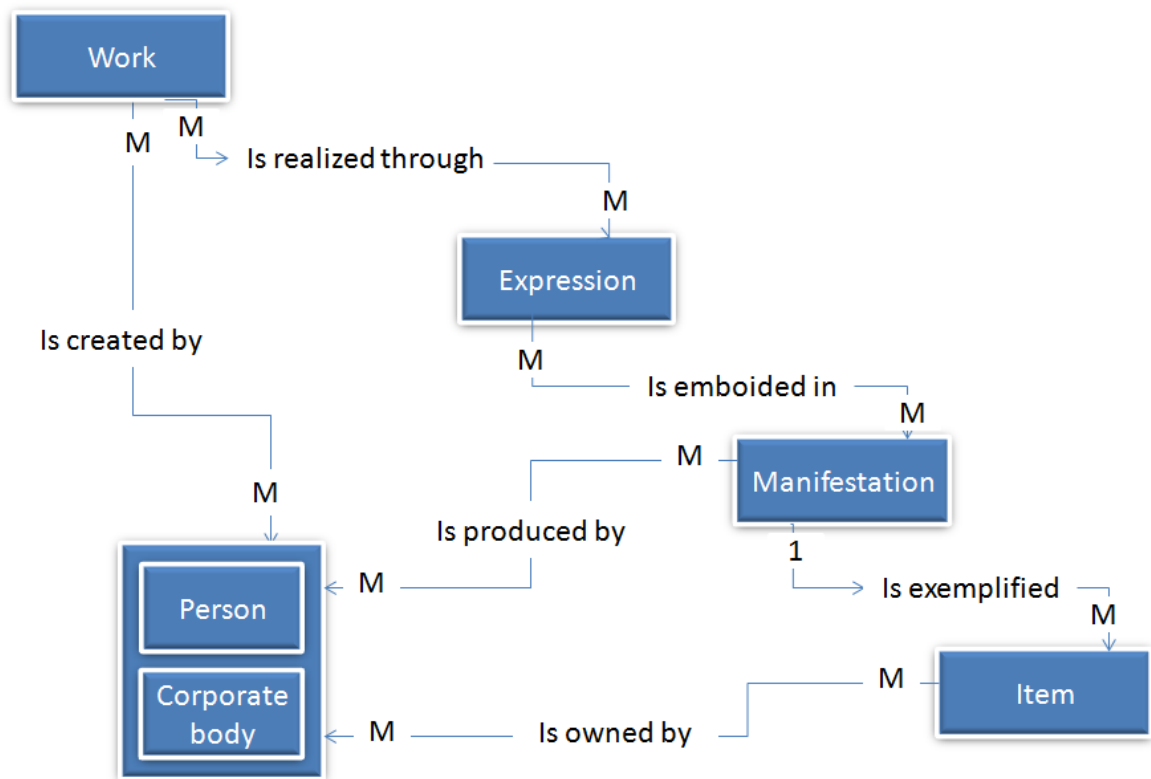 Work
M
M
Is realized through
M
Expression
Is created by
M
Is emboided in
M
M
Manifestation
M
Is produced by
1
M
Is exemplified
Person
M
M
Item
Corporate
body
M
Is owned by